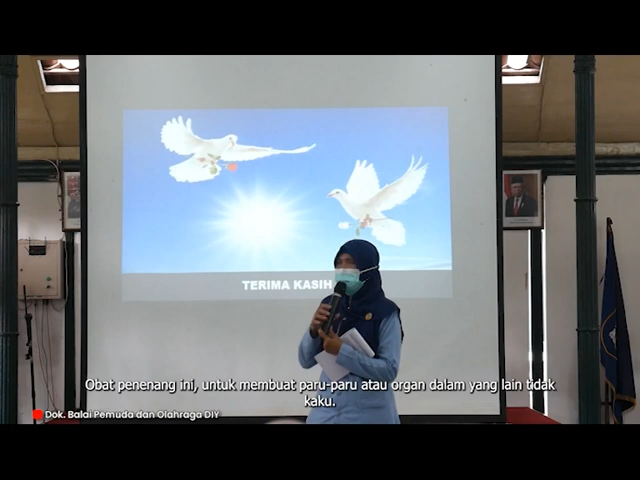 TERIMA KASIH
Obat penenang ini, untuk membuat paru-paru atau organ dalam yang lain tidak
kaku.
Dok. Balai Pemuda dan Olahraga DIY